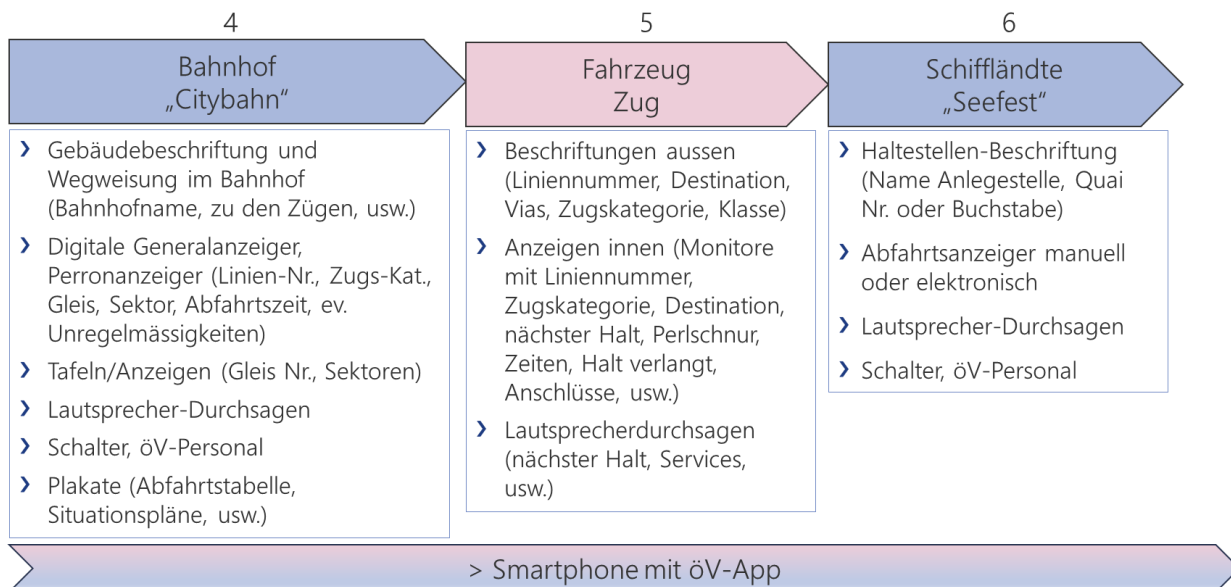 4
Bahnhof
„Citybahn“
❯ Gebäudebeschriftung und
Wegweisung im Bahnhof
(Bahnhofname, zu den Zügen, usw.)
❯ Digitale Generalanzeiger,
Perronanzeiger (Linien-Nr., Zugs-Kat.,
Gleis, Sektor, Abfahrtszeit, ev.
Unregelmässigkeiten)
❯ Tafeln/Anzeigen (Gleis Nr., Sektoren)
❯ Lautsprecher-Durchsagen
❯ Schalter, öV-Personal
❯ Plakate (Abfahrtstabelle,
Situationspläne, usw.)
5
Fahrzeug
Zug
❯ Beschriftungen aussen
(Liniennummer, Destination,
Vias, Zugskategorie, Klasse)
❯ Anzeigen innen (Monitore
mit Liniennummer,
Zugskategorie, Destination,
nächster Halt, Perlschnur,
Zeiten, Halt verlangt,
Anschlüsse, usw.)
❯ Lautsprecherdurchsagen
(nächster Halt, Services,
usw.)
6
Schiffländte
„Seefest“
❯ Haltestellen-Beschriftung
(Name Anlegestelle, Quai
Nr. oder Buchstabe)
❯ Abfahrtsanzeiger manuell
oder elektronisch
❯ Lautsprecher-Durchsagen
❯ Schalter, öV-Personal
> Smartphone mit öV-App